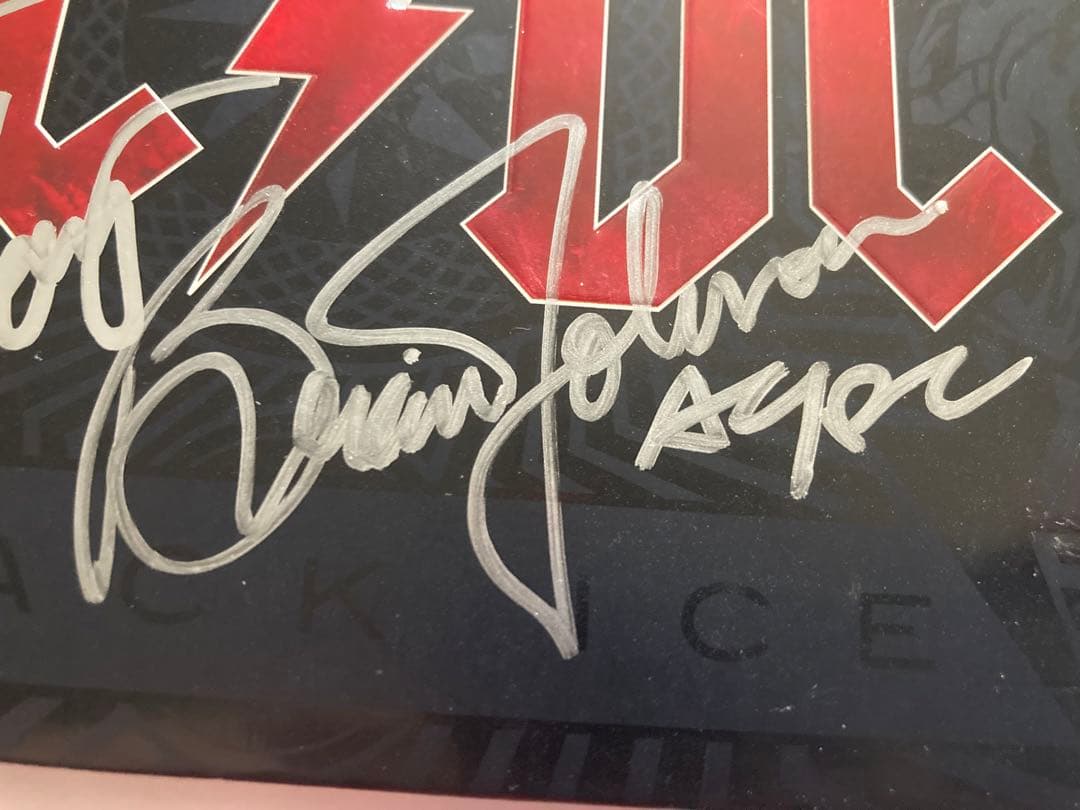 Brian Johnson
ACDC
ACK ICE